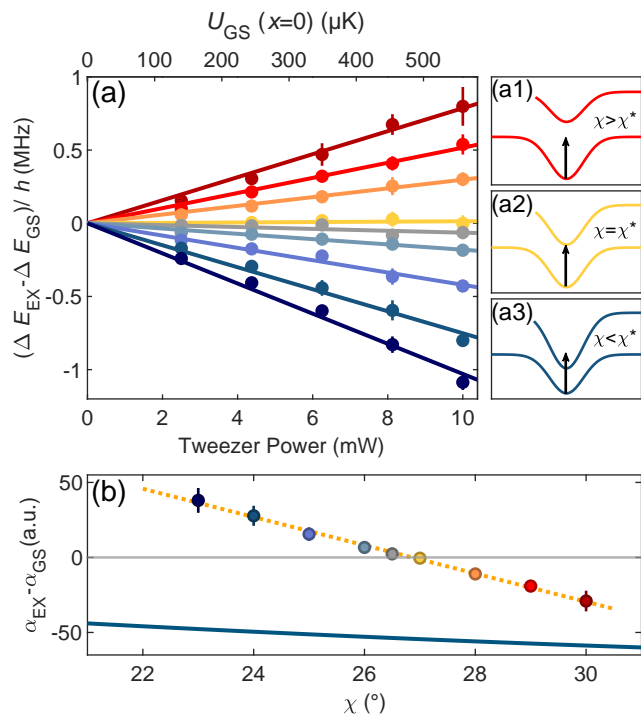 U_GS (x=0) (μK)
0 100 200 300 400 500
(a)
1
0.5
0
-0.5
-1
(ΔE_EX-ΔE_GS)/h (MHz)
0 2 4 6 8 10
Tweezer Power (mW)
(a1)
χ>χ*
(a2)
χ=χ*
(a3)
χ<χ*
(b)
50
0
-50
α_EX-α_GS(a.u.)
22 24 26 28 30
χ (°)